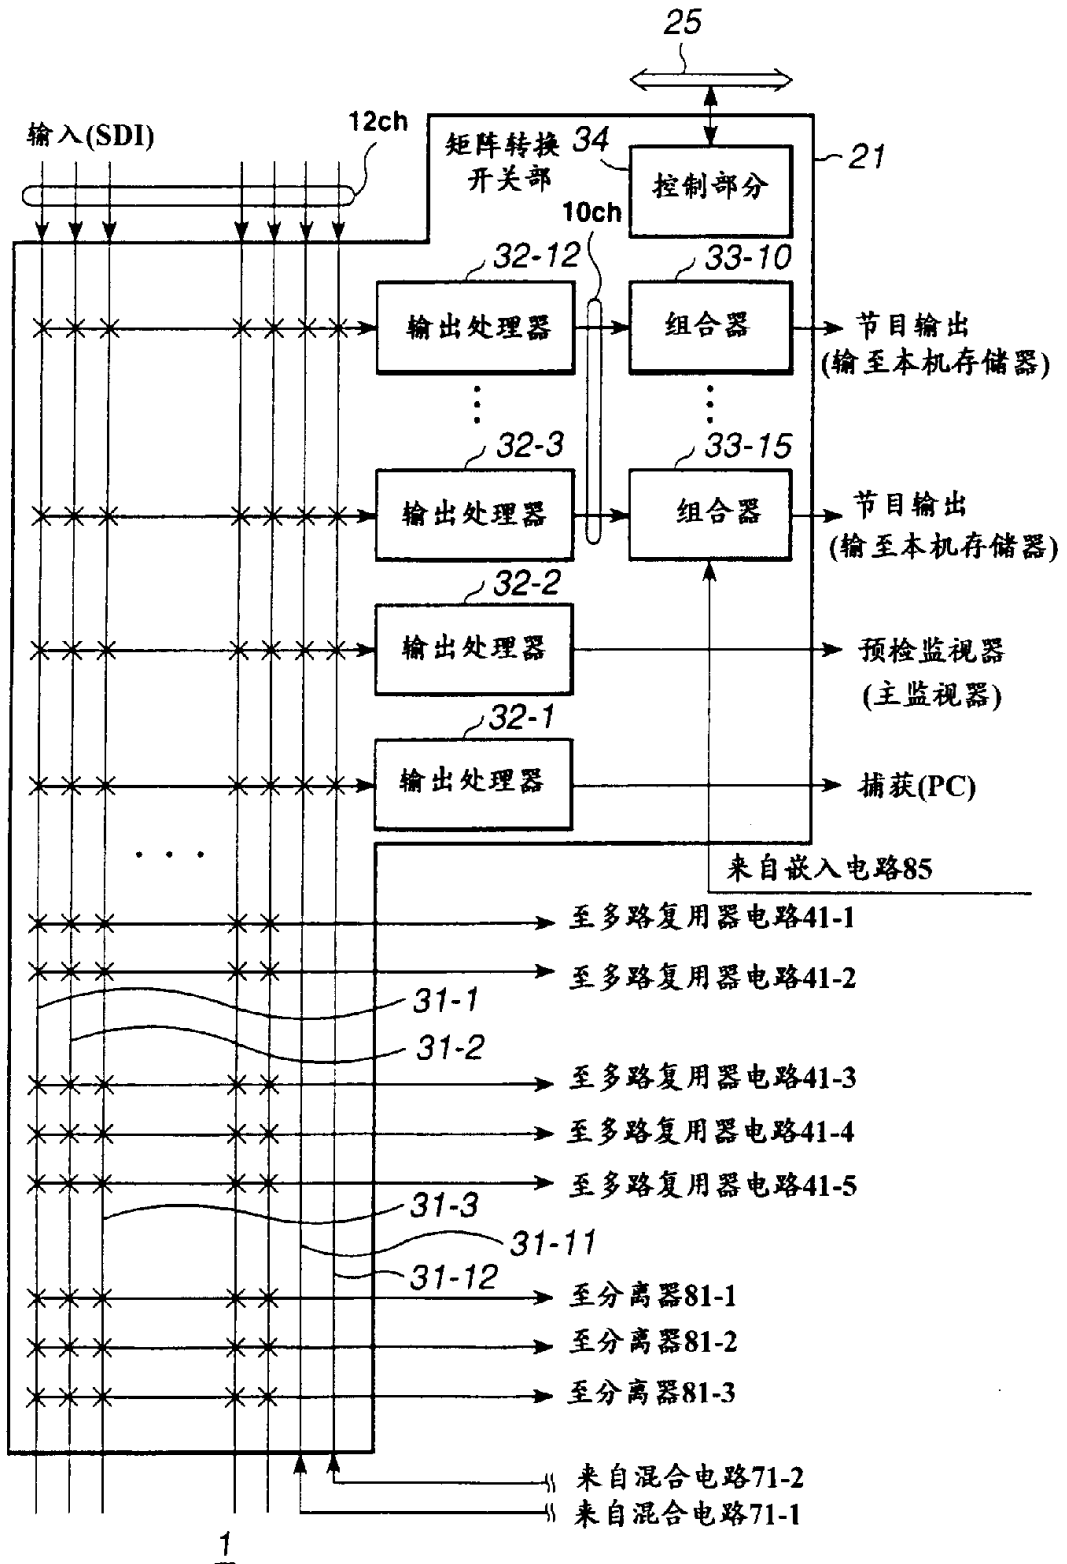 25
输入(SDI)
12ch
矩阵转换
开关部
34
控制部分
21
10ch
32-12
33-10
输出处理器
组合器
节目输出
(输至本机存储器)
32-3
33-15
输出处理器
组合器
节目输出
(输至本机存储器)
32-2
输出处理器
预检监视器
(主监视器)
32-1
输出处理器
捕获(PC)
来自嵌入电路85
至多路复用器电路41-1
至多路复用器电路41-2
31-1
31-2
至多路复用器电路41-3
至多路复用器电路41-4
至多路复用器电路41-5
31-3
31-11
31-12
至分离器81-1
至分离器81-2
至分离器81-3
来自混合电路71-2
来自混合电路71-1
1